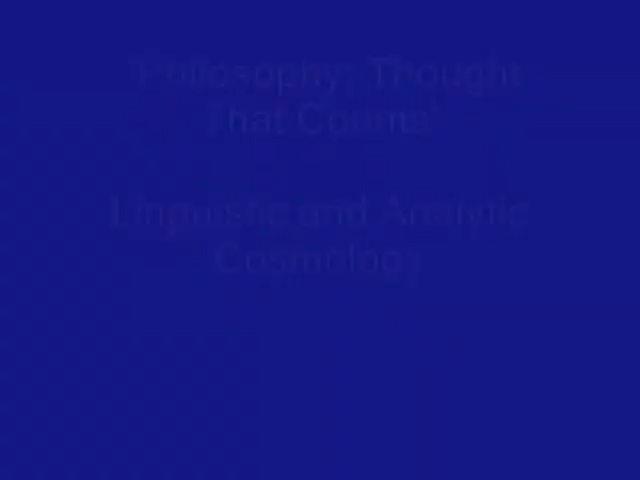 'Philosophy: Thought
That Counts'
Linguistic and Analytic
Cosmology